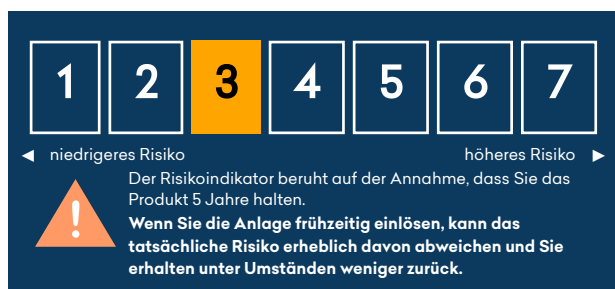 1 2 3 4 5 6 7
◄ niedrigeres Risiko höheres Risiko ►
Der Risikoindikator beruht auf der Annahme, dass Sie das
Produkt 5 Jahre halten.
Wenn Sie die Anlage frühzeitig einlösen, kann das
tatsächliche Risiko erheblich davon abweichen und Sie
erhalten unter Umständen weniger zurück.